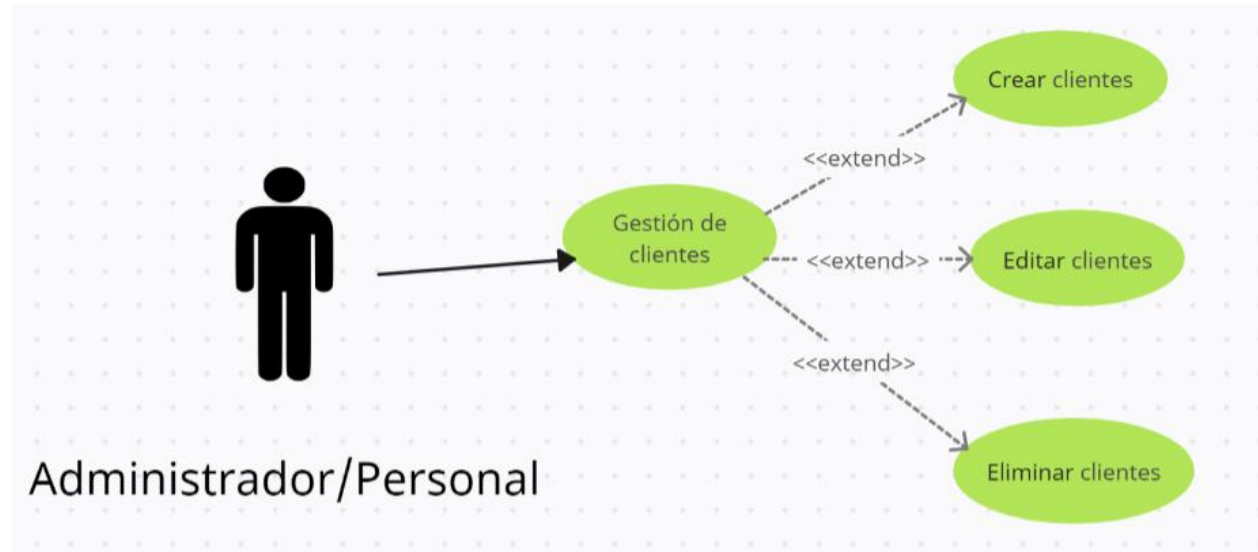 Crear clientes
<<extend>>
Gestión de
clientes
<<extend>>
Editar clientes
<<extend>>
Administrador/Personal
Eliminar clientes